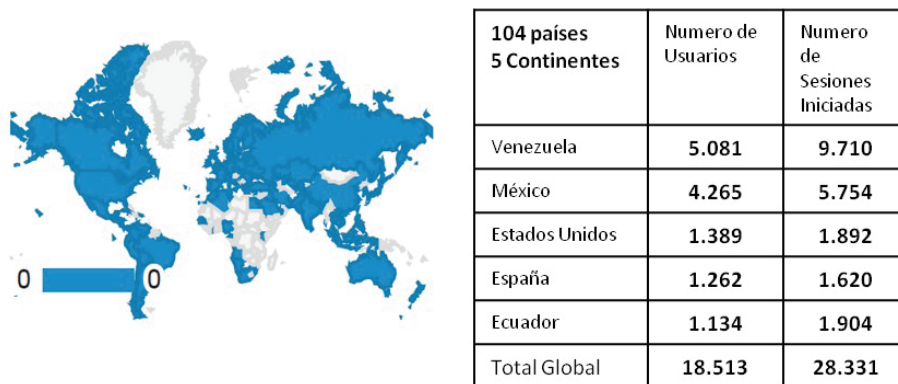 0 0
104 países
5 Continentes
Numero de
Usuarios
Numero
de
Sesiones
Iniciadas
Venezuela 5.081 9.710
México 4.265 5.754
Estados Unidos 1.389 1.892
España 1.262 1.620
Ecuador 1.134 1.904
Total Global 18.513 28.331